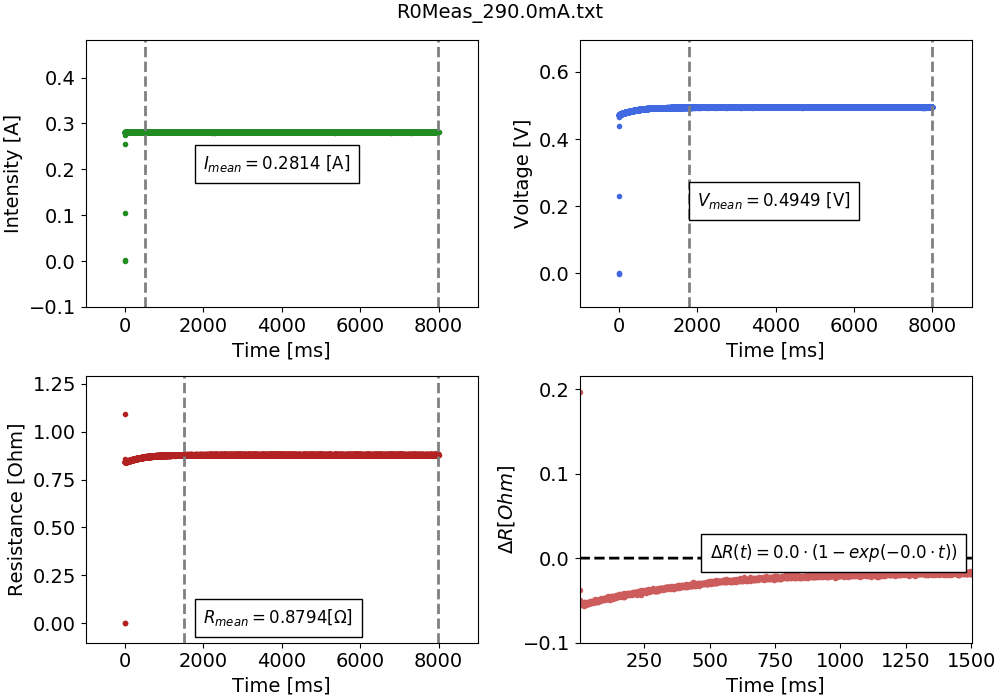 R0Meas_290.0mA.txt
Intensity [A]
0.4
0.3
0.2
0.1
0.0
−0.1
I_mean = 0.2814 [A]
0 2000 4000 6000 8000
Time [ms]
Voltage [V]
0.6
0.4
0.2
0.0
V_mean = 0.4949 [V]
0 2000 4000 6000 8000
Time [ms]
Resistance [Ohm]
1.25
1.00
0.75
0.50
0.25
0.00
R_mean = 0.8794[Ω]
0 2000 4000 6000 8000
Time [ms]
ΔR[Ohm]
0.2
0.1
0.0
−0.1
ΔR(t) = 0.0 · (1 − exp(−0.0 · t))
250 500 750 1000 1250 1500
Time [ms]